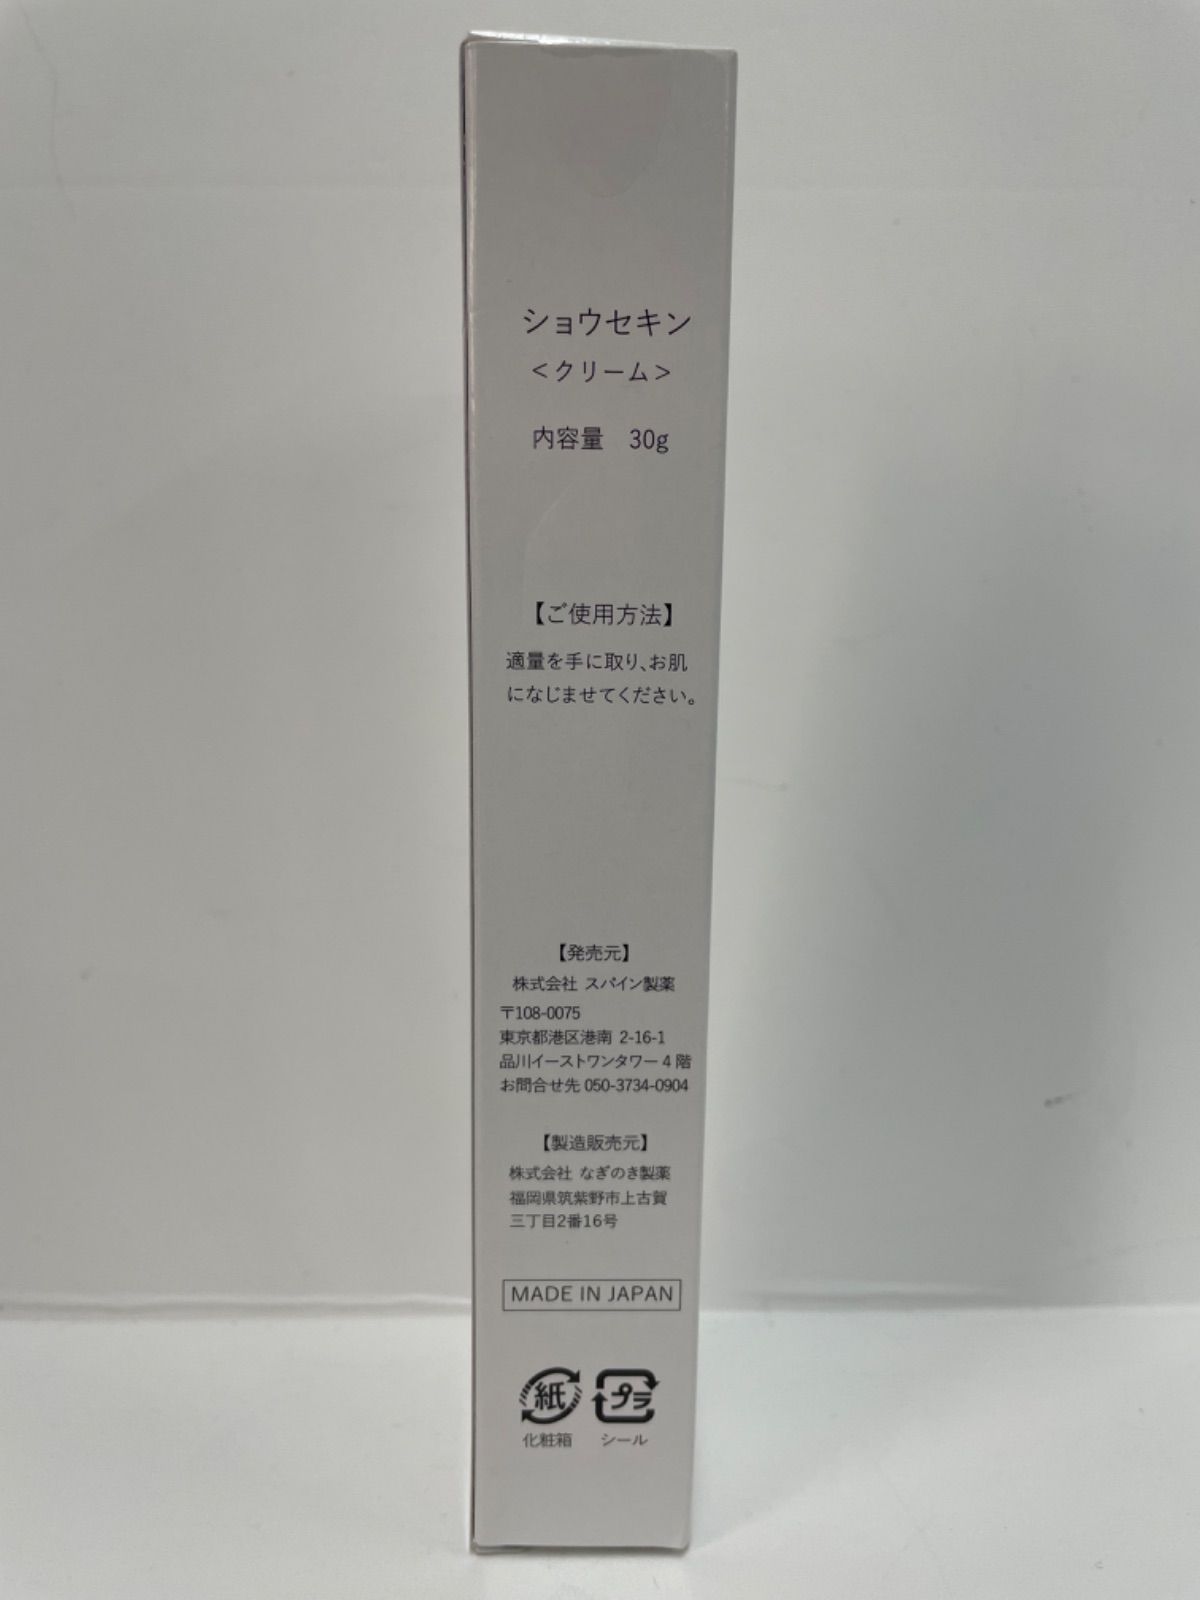 ショウセキン
＜クリーム＞
内容量　30g
【ご使用方法】
適量を手に取り、お肌
になじませてください。
【発売元】
株式会社 スパイン製薬
〒108-0075
東京都港区港南 2-16-1
品川イーストワンタワー 4 階
お問合せ先 050-3734-0904
【製造販売元】
株式会社 なぎのき製薬
福岡県筑紫野市上古賀
三丁目2番16号
MADE IN JAPAN
紙 プラ
化粧箱 シール